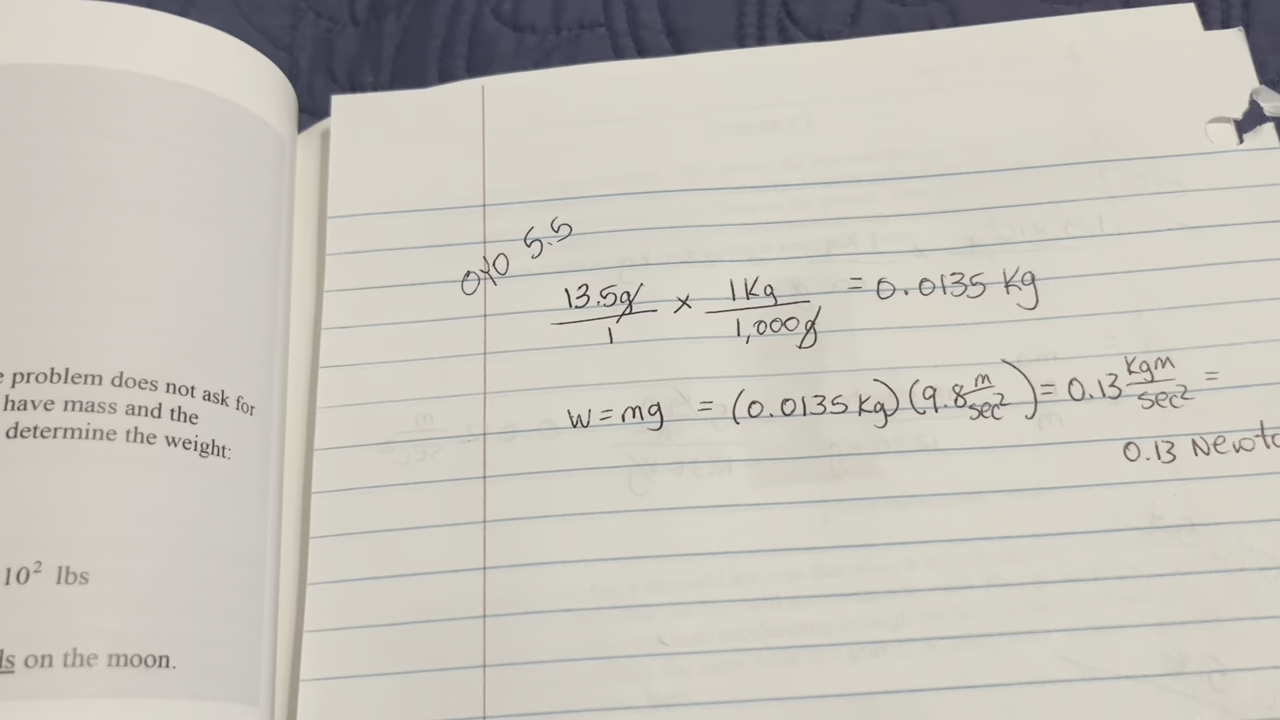 e problem does not ask for
have mass and the
determine the weight:
10² lbs
ls on the moon.
OYO 5.5
13.5g/1 × 1Kg/1,000g = 0.0135 Kg
W = mg = (0.0135 Kg)(9.8 m/sec²) = 0.13 Kgm/sec² =
0.13 Newto